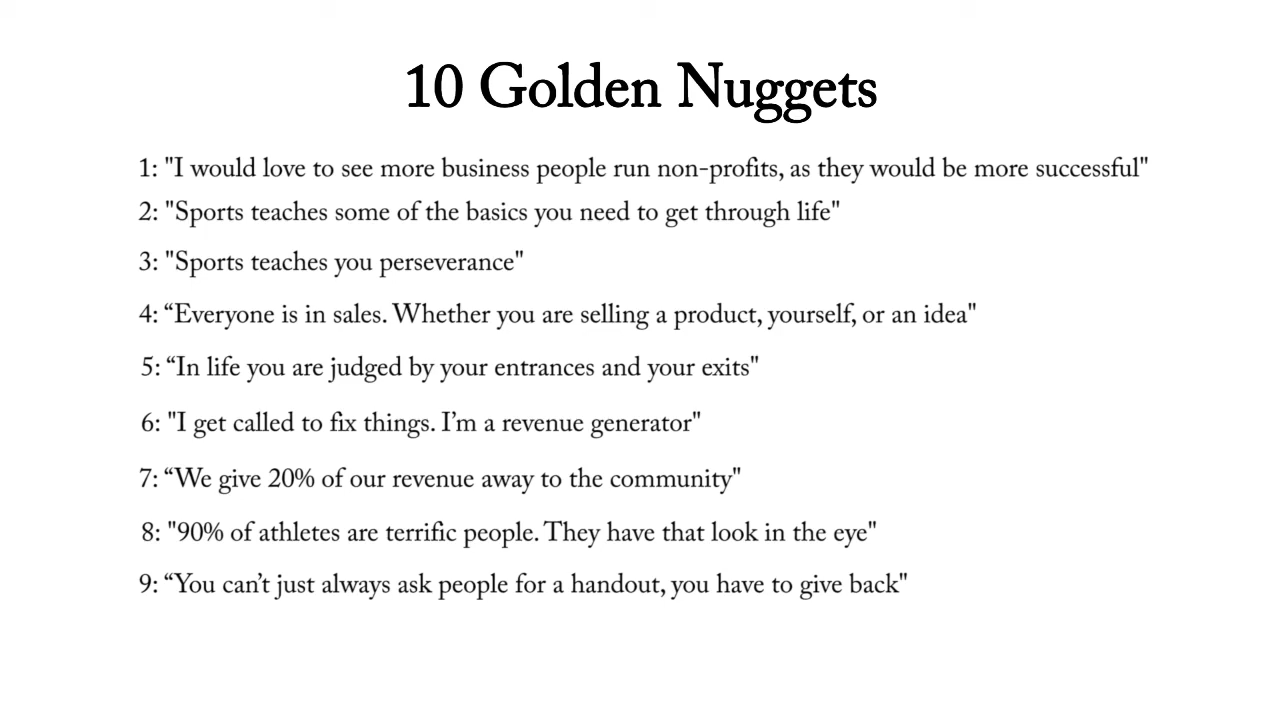 10 Golden Nuggets
1: "I would love to see more business people run non-profits, as they would be more successful"
2: "Sports teaches some of the basics you need to get through life"
3: "Sports teaches you perseverance"
4: “Everyone is in sales. Whether you are selling a product, yourself, or an idea"
5: “In life you are judged by your entrances and your exits"
6: "I get called to fix things. I’m a revenue generator"
7: “We give 20% of our revenue away to the community"
8: "90% of athletes are terrific people. They have that look in the eye"
9: “You can’t just always ask people for a handout, you have to give back"